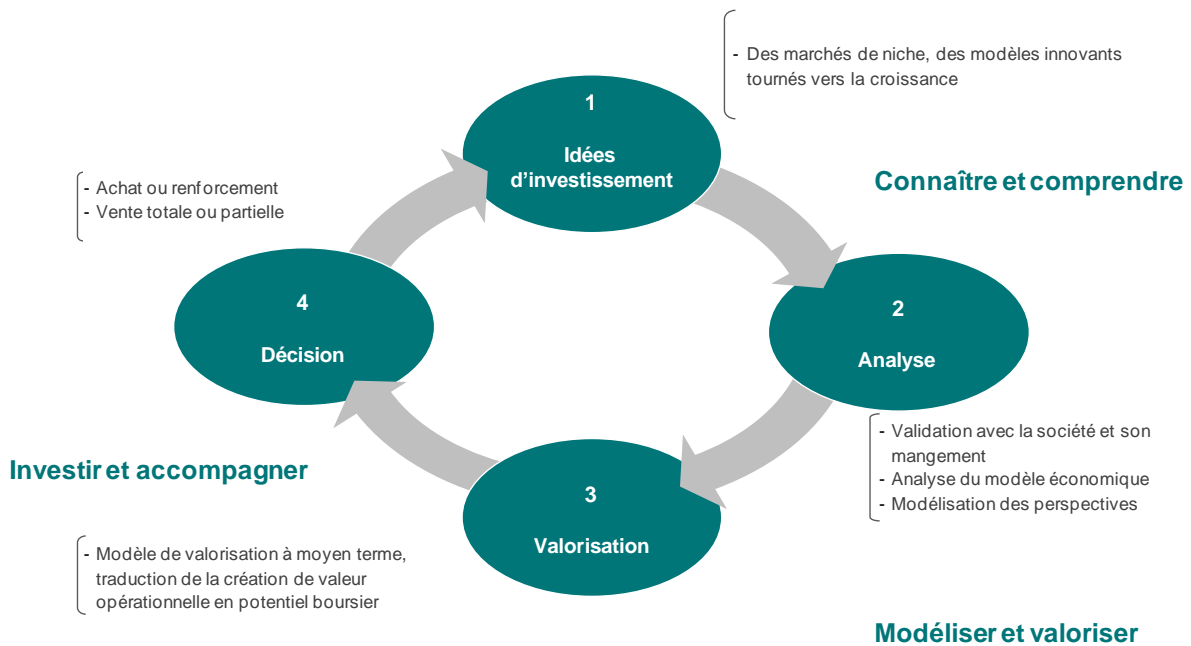 - Des marchés de niche, des modèles innovants
tournés vers la croissance
1
Idées
d’investissement
Connaître et comprendre
- Achat ou renforcement
- Vente totale ou partielle
4
Décision
2
Analyse
- Validation avec la société et son
mangement
- Analyse du modèle économique
- Modélisation des perspectives
Investir et accompagner
3
Valorisation
- Modèle de valorisation à moyen terme,
traduction de la création de valeur
opérationnelle en potentiel boursier
Modéliser et valoriser